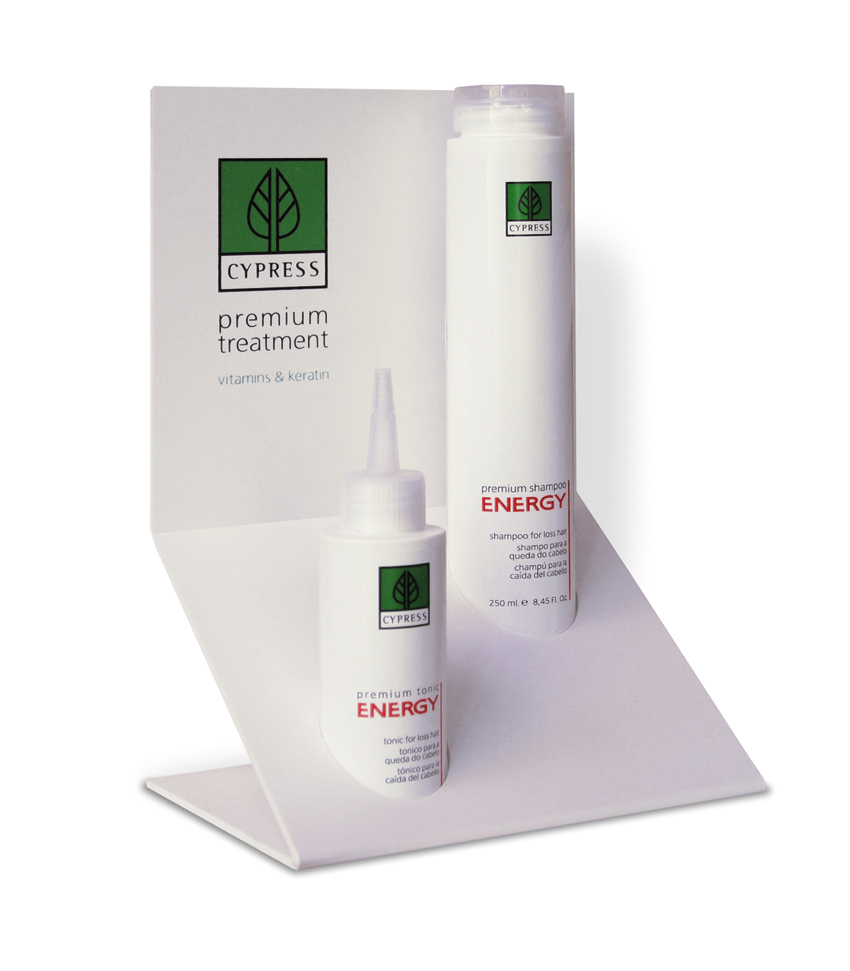 CYPRESS
premium
treatment
vitamins & keratin
CYPRESS
premium shampoo
ENERGY
shampoo for loss hair
shampo para a
queda do cabelo
champú para la
caída del cabello
250 ml. e 8,45 Fl. Oz.
CYPRESS
premium tonic
ENERGY
tonic for loss hair
tonico para a
queda do cabelo
tónico para la
caída del cabello